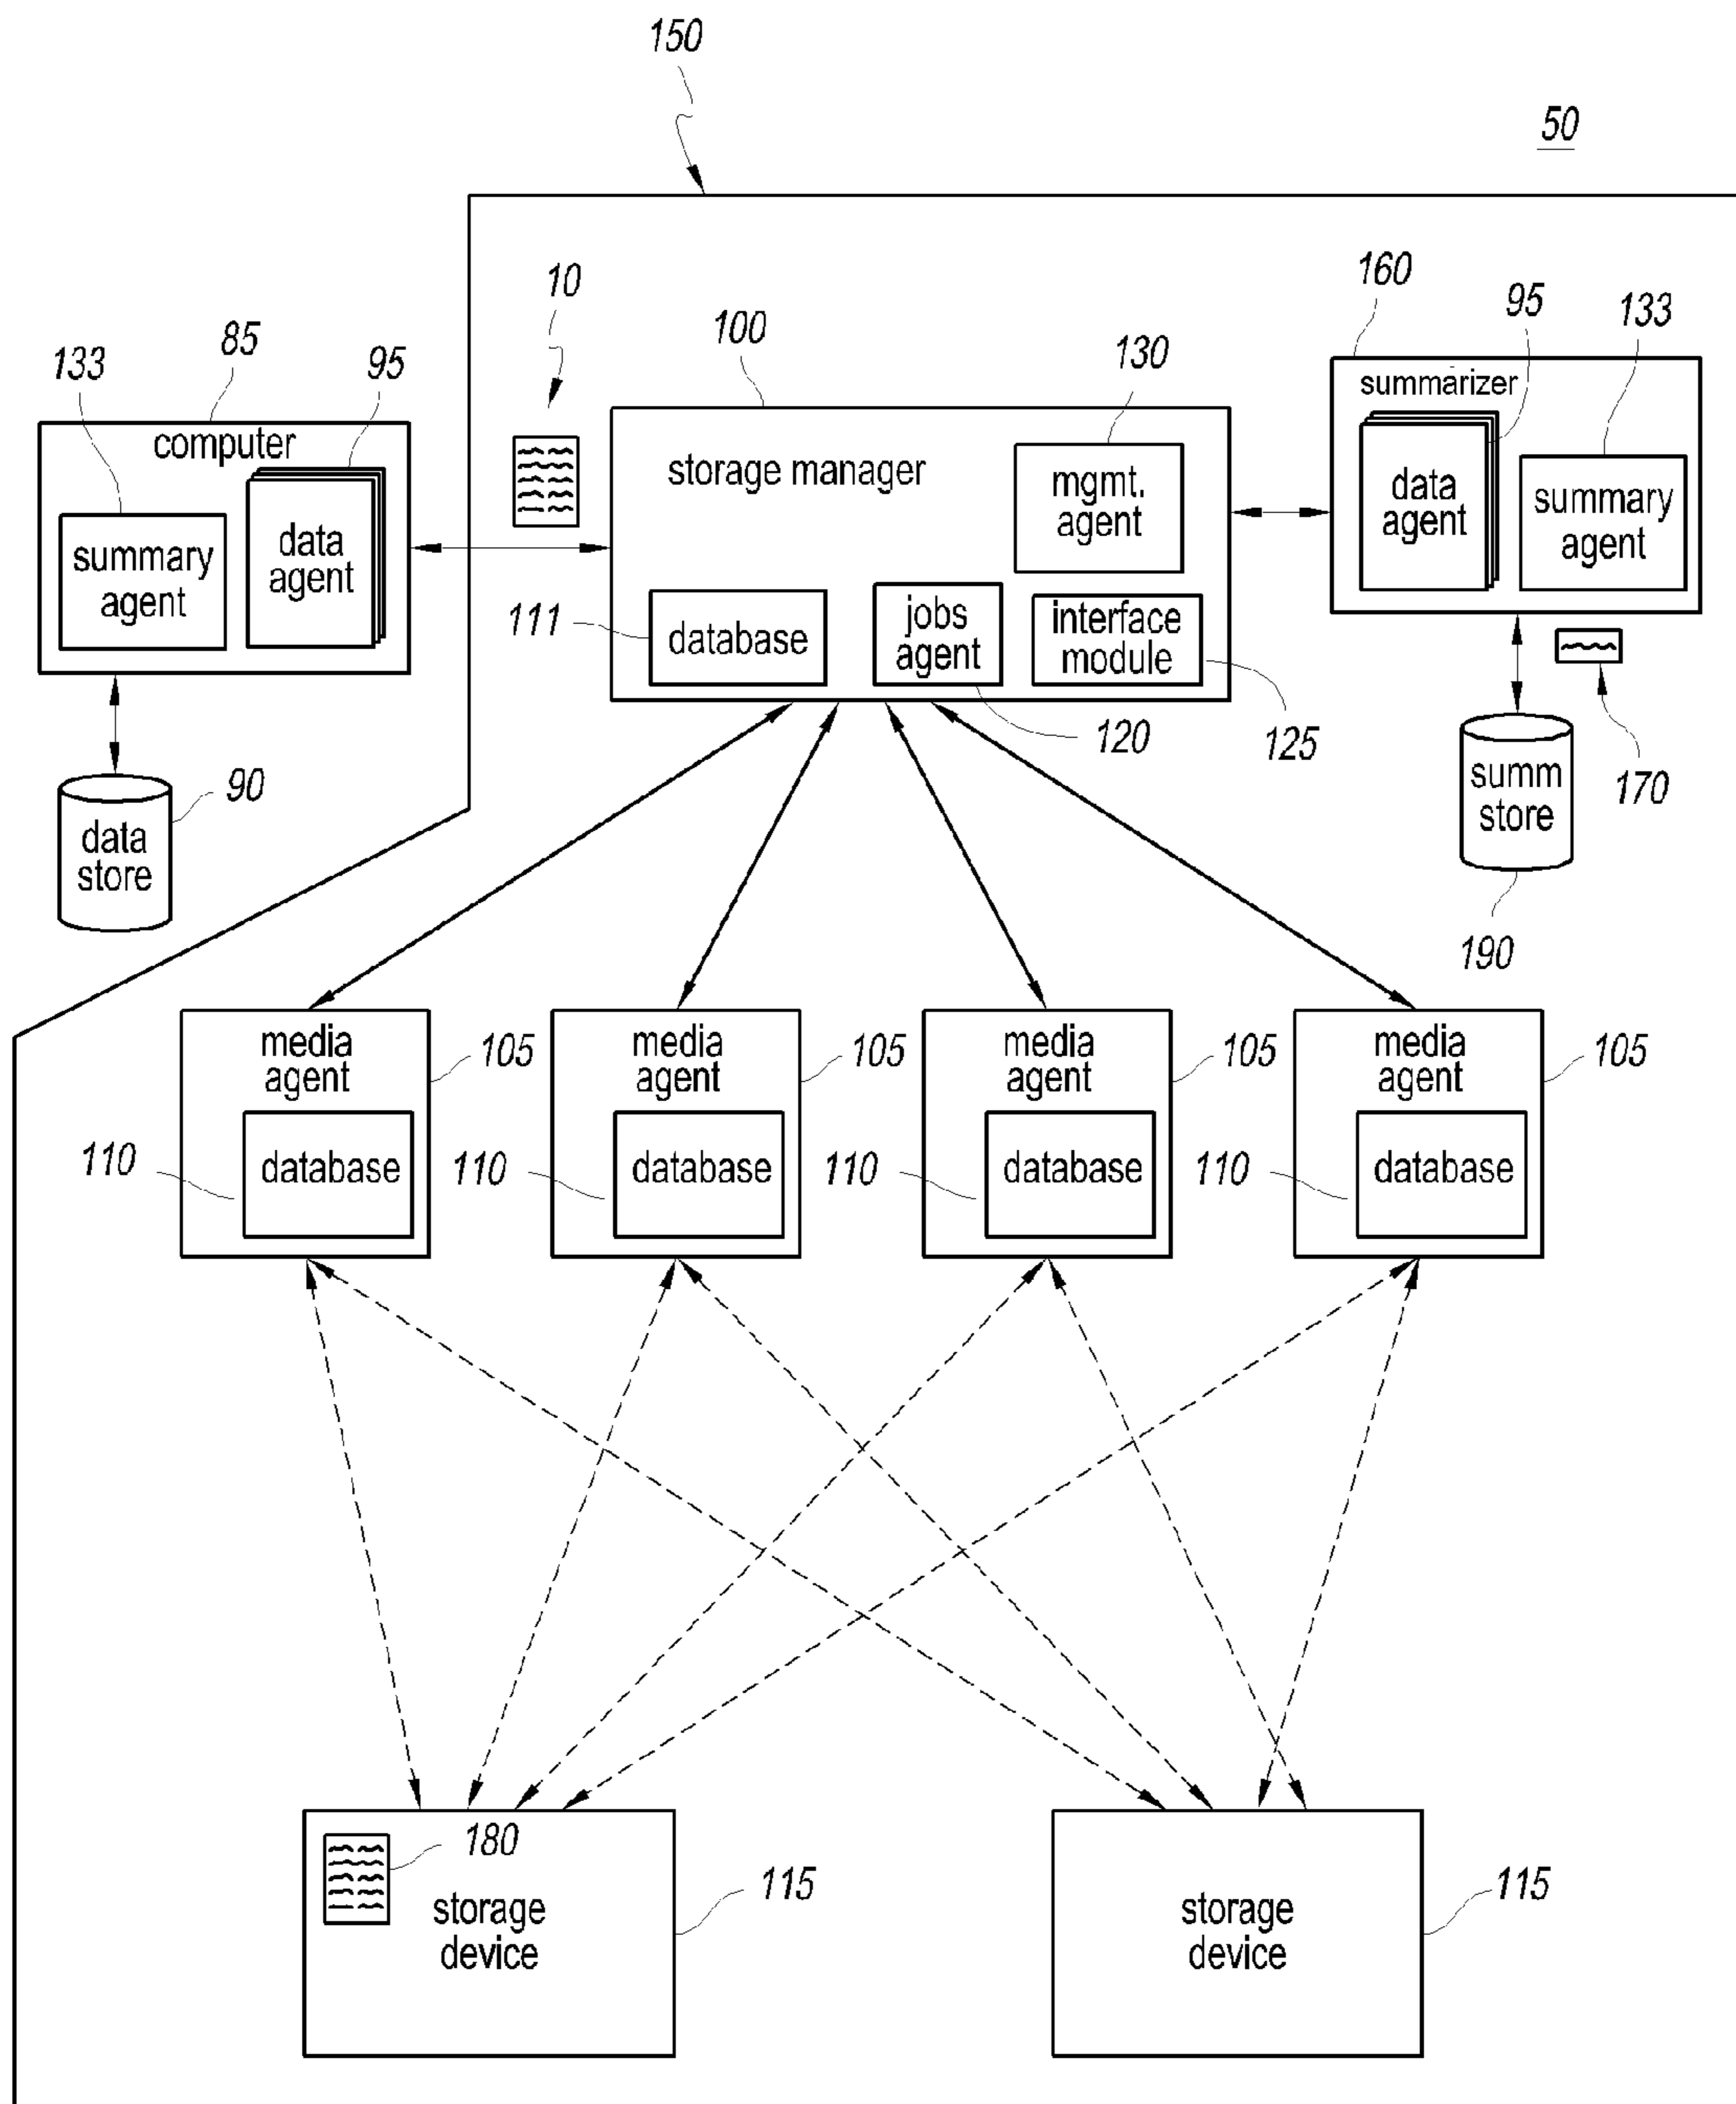 150
50
10
100
130
160
95
133
133
85
95
computer
summary
agent
data
agent
storage manager
mgmt.
agent
111
database
jobs
agent
interface
module
120
125
summarizer
data
agent
summary
agent
170
summ
store
190
data
store
90
media
agent
105
110
database
media
agent
105
110
database
media
agent
105
110
database
media
agent
105
110
database
180
storage
device
115
storage
device
115